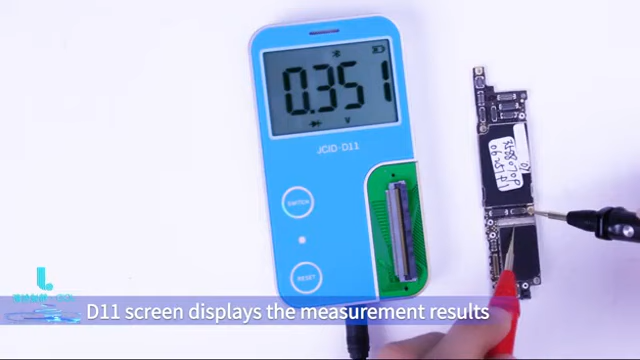 0.351
V
JCID-D11
SWITCH
RESET
D11 screen displays the measurement results